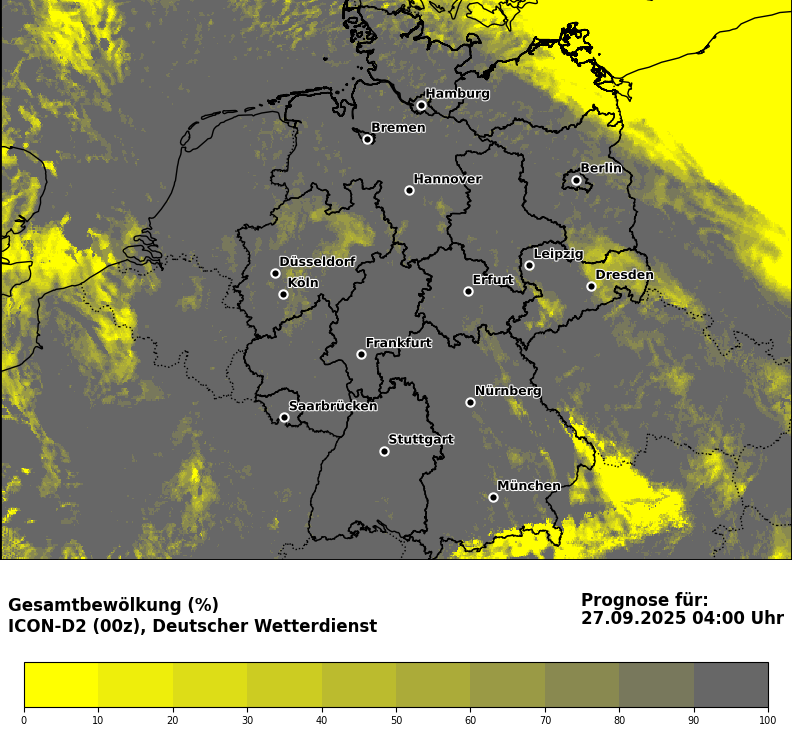 Hamburg
Bremen
Berlin
Hannover
Leipzig
Düsseldorf
Dresden
Erfurt
Köln
Frankfurt
Nürnberg
Saarbrücken
Stuttgart
München
Gesamtbewölkung (%)
ICON-D2 (00z), Deutscher Wetterdienst
Prognose für:
27.09.2025 04:00 Uhr
0 10 20 30 40 50 60 70 80 90 100